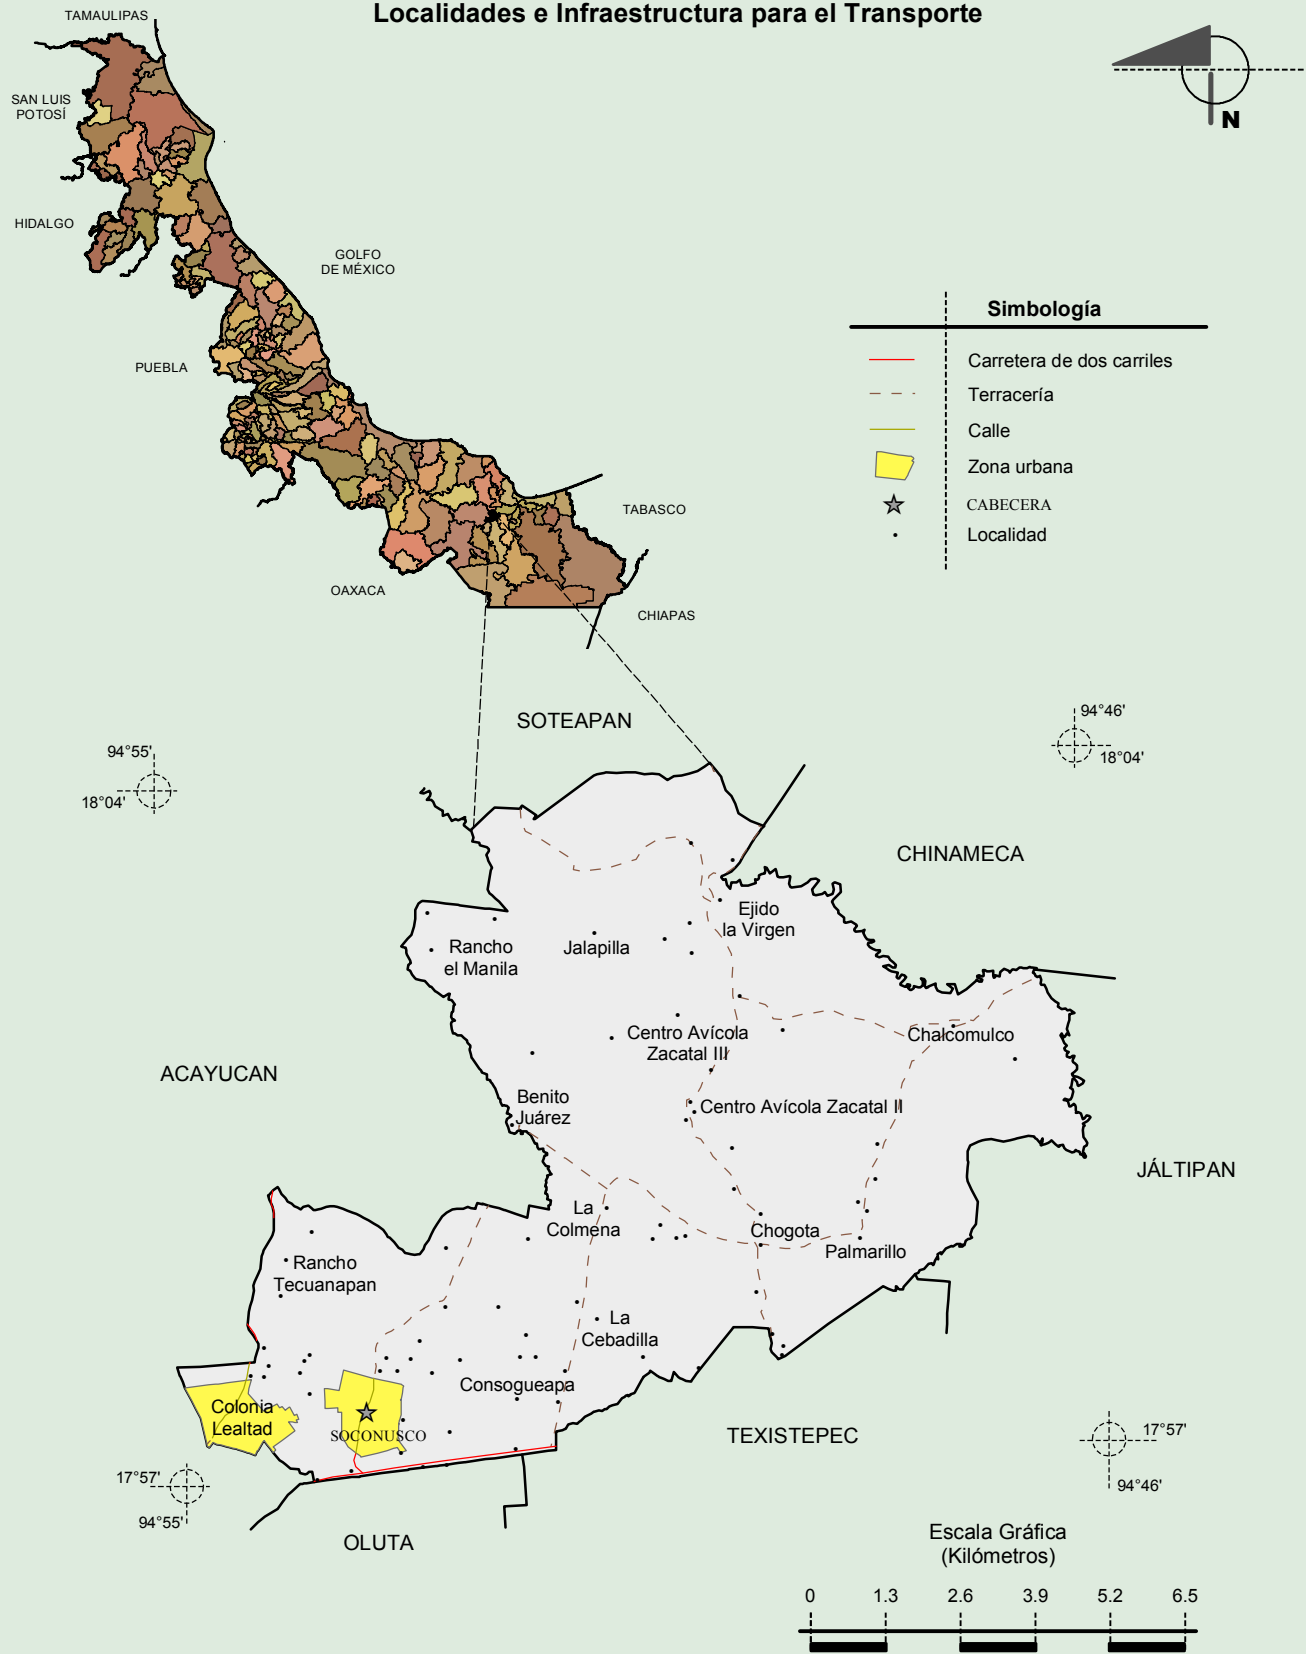 Localidades e Infraestructura para el Transporte
TAMAULIPAS
SAN LUIS
POTOSÍ
HIDALGO
GOLFO
DE MÉXICO
PUEBLA
TABASCO
OAXACA
CHIAPAS
N
Simbología
Carretera de dos carriles
Terracería
Calle
Zona urbana
CABECERA
Localidad
SOTEAPAN
94°55'
18°04'
94°46'
18°04'
CHINAMECA
Ejido
la Virgen
Rancho
el Manila
Jalapilla
Centro Avícola
Zacatal III
Chalcomulco
ACAYUCAN
Benito
Juárez
Centro Avícola Zacatal II
JÁLTIPAN
La
Colmena
Chogota
Palmarillo
Rancho
Tecuanapan
La
Cebadilla
Consogueapa
Colonia
Lealtad
SOCONUSCO
TEXISTEPEC
17°57'
94°55'
17°57'
94°46'
OLUTA
Escala Gráfica
(Kilómetros)
0 1.3 2.6 3.9 5.2 6.5